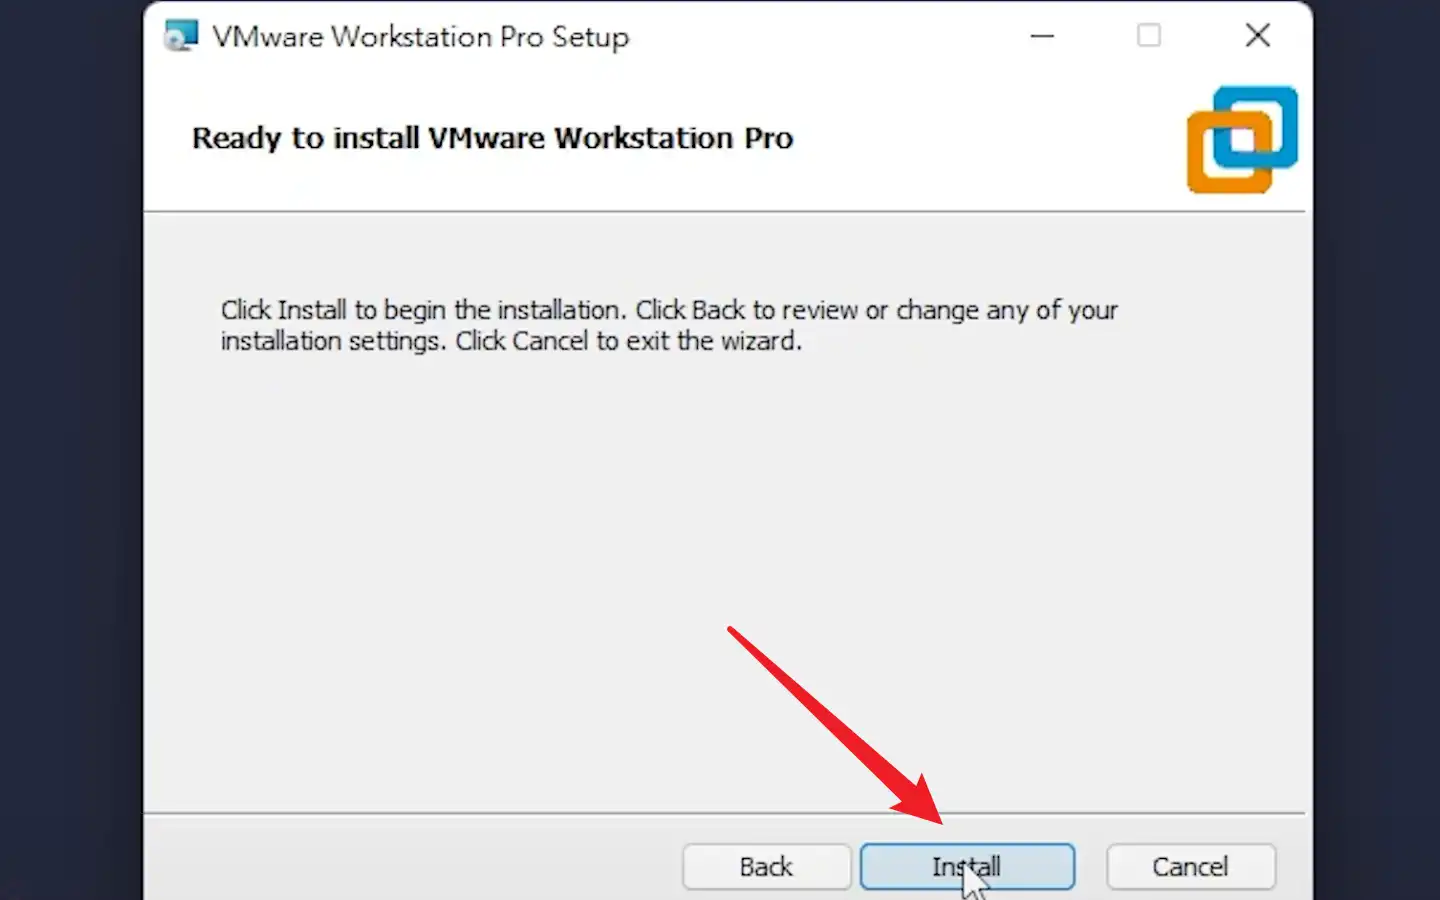 VMware Workstation Pro Setup
Ready to install VMware Workstation Pro
Click Install to begin the installation. Click Back to review or change any of your
installation settings. Click Cancel to exit the wizard.
Back
Install
Cancel